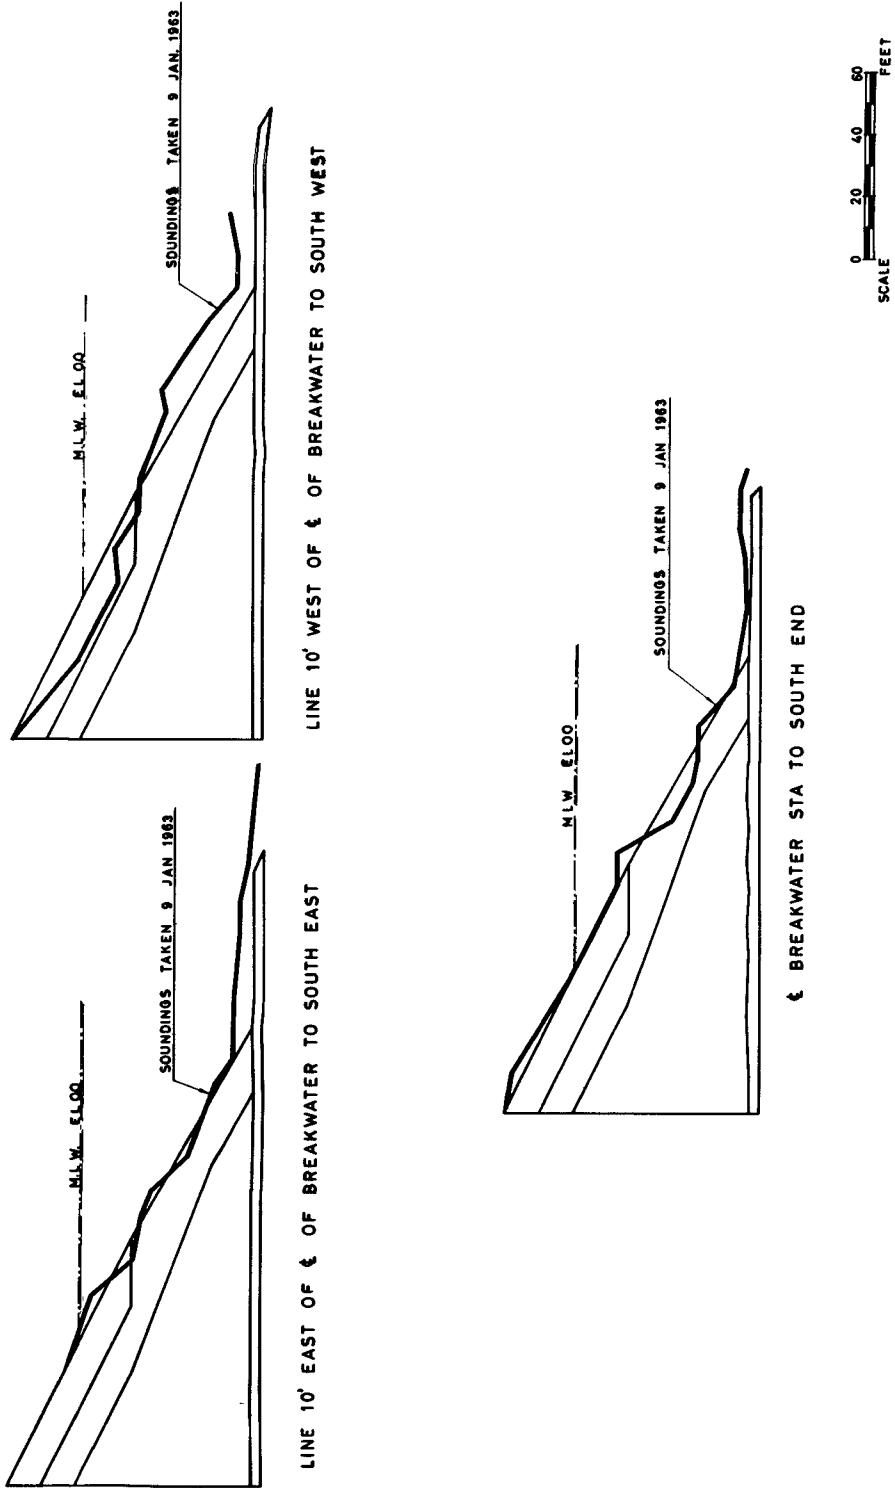 M.L.W. EL 0.0
SOUNDINGS TAKEN 9 JAN 1963
LINE 10' EAST OF ℄ OF BREAKWATER TO SOUTH EAST
M.L.W. EL 0.0
SOUNDINGS TAKEN 9 JAN. 1963
LINE 10' WEST OF ℄ OF BREAKWATER TO SOUTH WEST
MLW EL 0.0
SOUNDINGS TAKEN 9 JAN 1963
℄ BREAKWATER STA TO SOUTH END
0 20 40 60
SCALE FEET